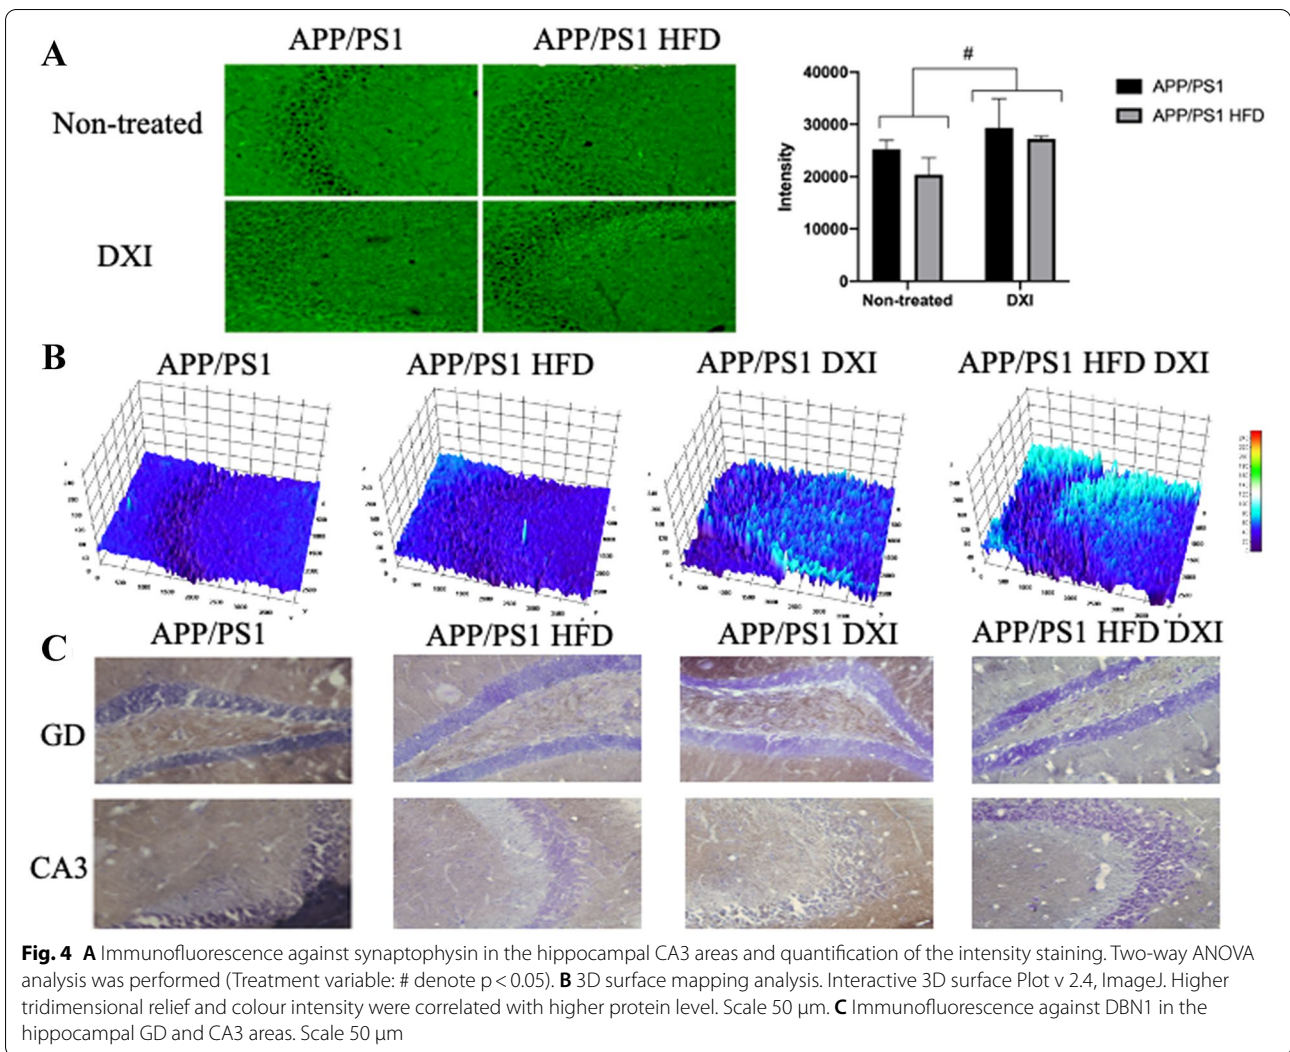 A
APP/PS1 APP/PS1 HFD
Non-treated
DXI
#
40000
30000
20000
10000
0
Intensity
Non-treated DXI
APP/PS1
APP/PS1 HFD
B
APP/PS1 APP/PS1 HFD APP/PS1 DXI APP/PS1 HFD DXI
C
APP/PS1 APP/PS1 HFD APP/PS1 DXI APP/PS1 HFD DXI
GD
CA3
Fig. 4 A Immunofluorescence against synaptophysin in the hippocampal CA3 areas and quantification of the intensity staining. Two-way ANOVA
analysis was performed (Treatment variable: # denote p < 0.05). B 3D surface mapping analysis. Interactive 3D surface Plot v 2.4, ImageJ. Higher
tridimensional relief and colour intensity were correlated with higher protein level. Scale 50 µm. C Immunofluorescence against DBN1 in the
hippocampal GD and CA3 areas. Scale 50 µm